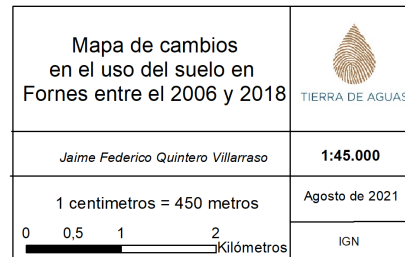 Mapa de cambios
en el uso del suelo en
Fornes entre el 2006 y 2018
TIERRA DE AGUAS
Jaime Federico Quintero Villarraso
1:45.000
1 centimetros = 450 metros
Agosto de 2021
0 0,5 1 2
Kilómetros
IGN